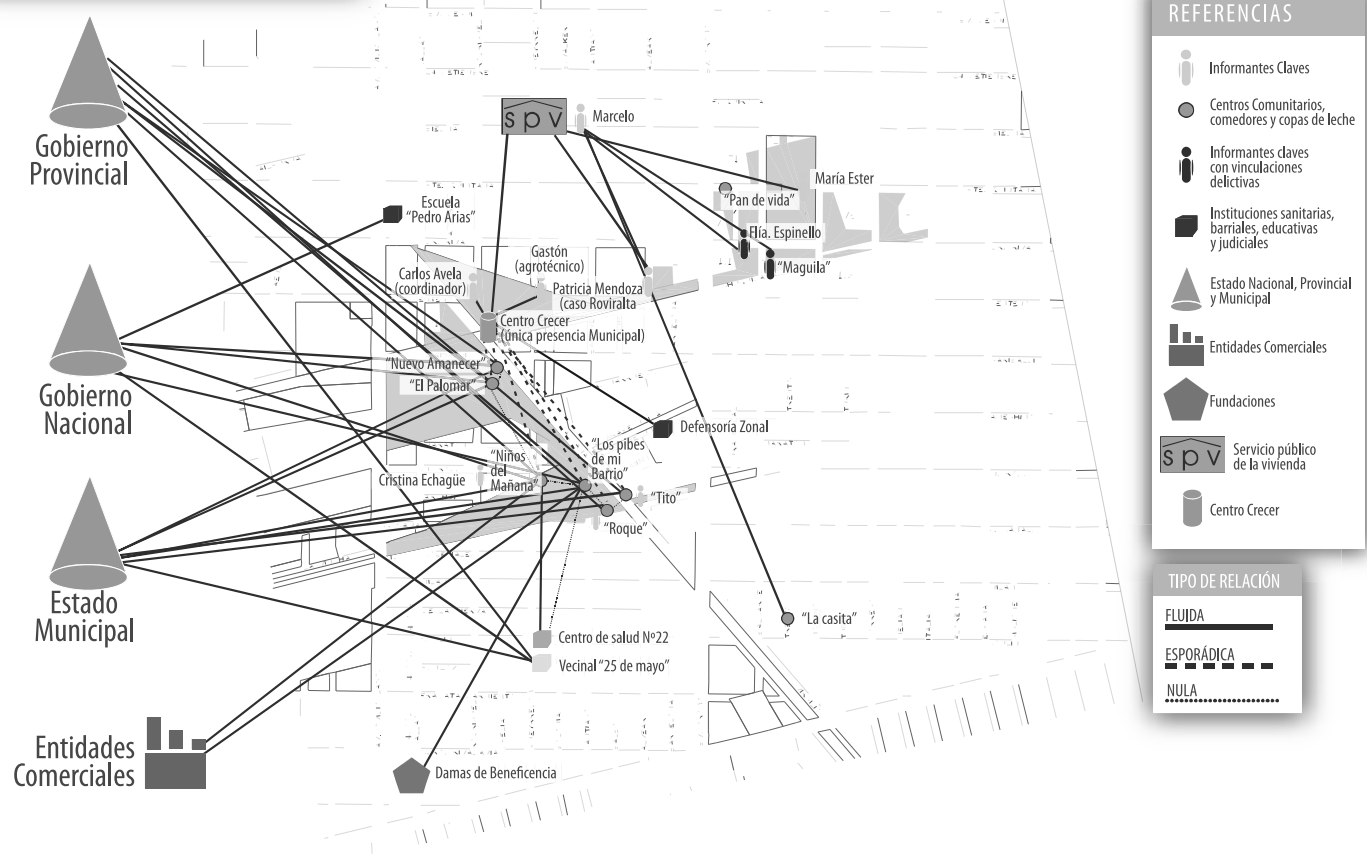 Gobierno
Provincial
Gobierno
Nacional
Estado
Municipal
Entidades
Comerciales
spv
Marcelo
María Ester
"Pan de vida"
Flía. Espinello
"Maguila"
Escuela
"Pedro Arias"
Gastón
(agrotécnico)
Carlos Avela
(coordinador)
Patricia Mendoza
(caso Roviralta
Centro Crecer
(única presencia Municipal)
"Nuevo Amanecer"
"El Palomar"
Defensoría Zonal
"Los pibes
de mi
Barrio"
"Niños
del
Mañana"
Cristina Echagüe
"Tito"
"Roque"
"La casita"
Centro de salud Nº22
Vecinal "25 de mayo"
Damas de Beneficencia
REFERENCIAS
Informantes Claves
Centros Comunitarios,
comedores y copas de leche
Informantes claves
con vinculaciones
delictivas
Instituciones sanitarias,
barriales, educativas
y judiciales
Estado Nacional, Provincial
y Municipal
Entidades Comerciales
Fundaciones
spv
Servicio público
de la vivienda
Centro Crecer
TIPO DE RELACIÓN
FLUIDA
ESPORÁDICA
NULA